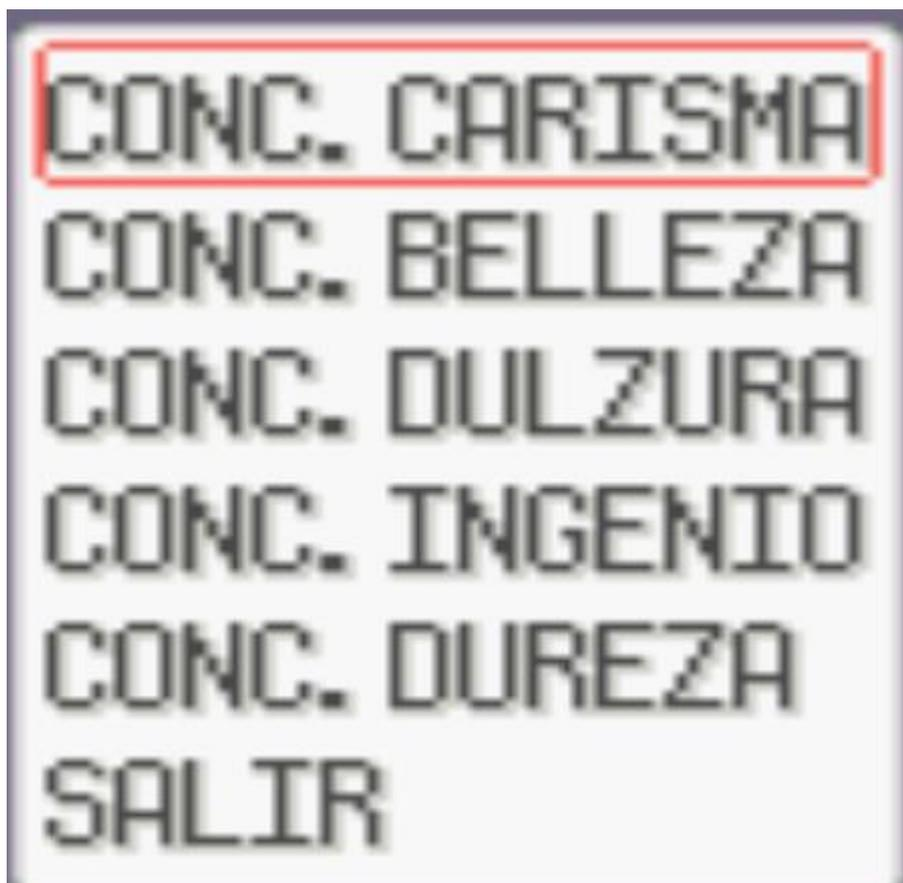 CONC. CARISMA
CONC. BELLEZA
CONC. DULZURA
CONC. INGENIO
CONC. DUREZA
SALIR